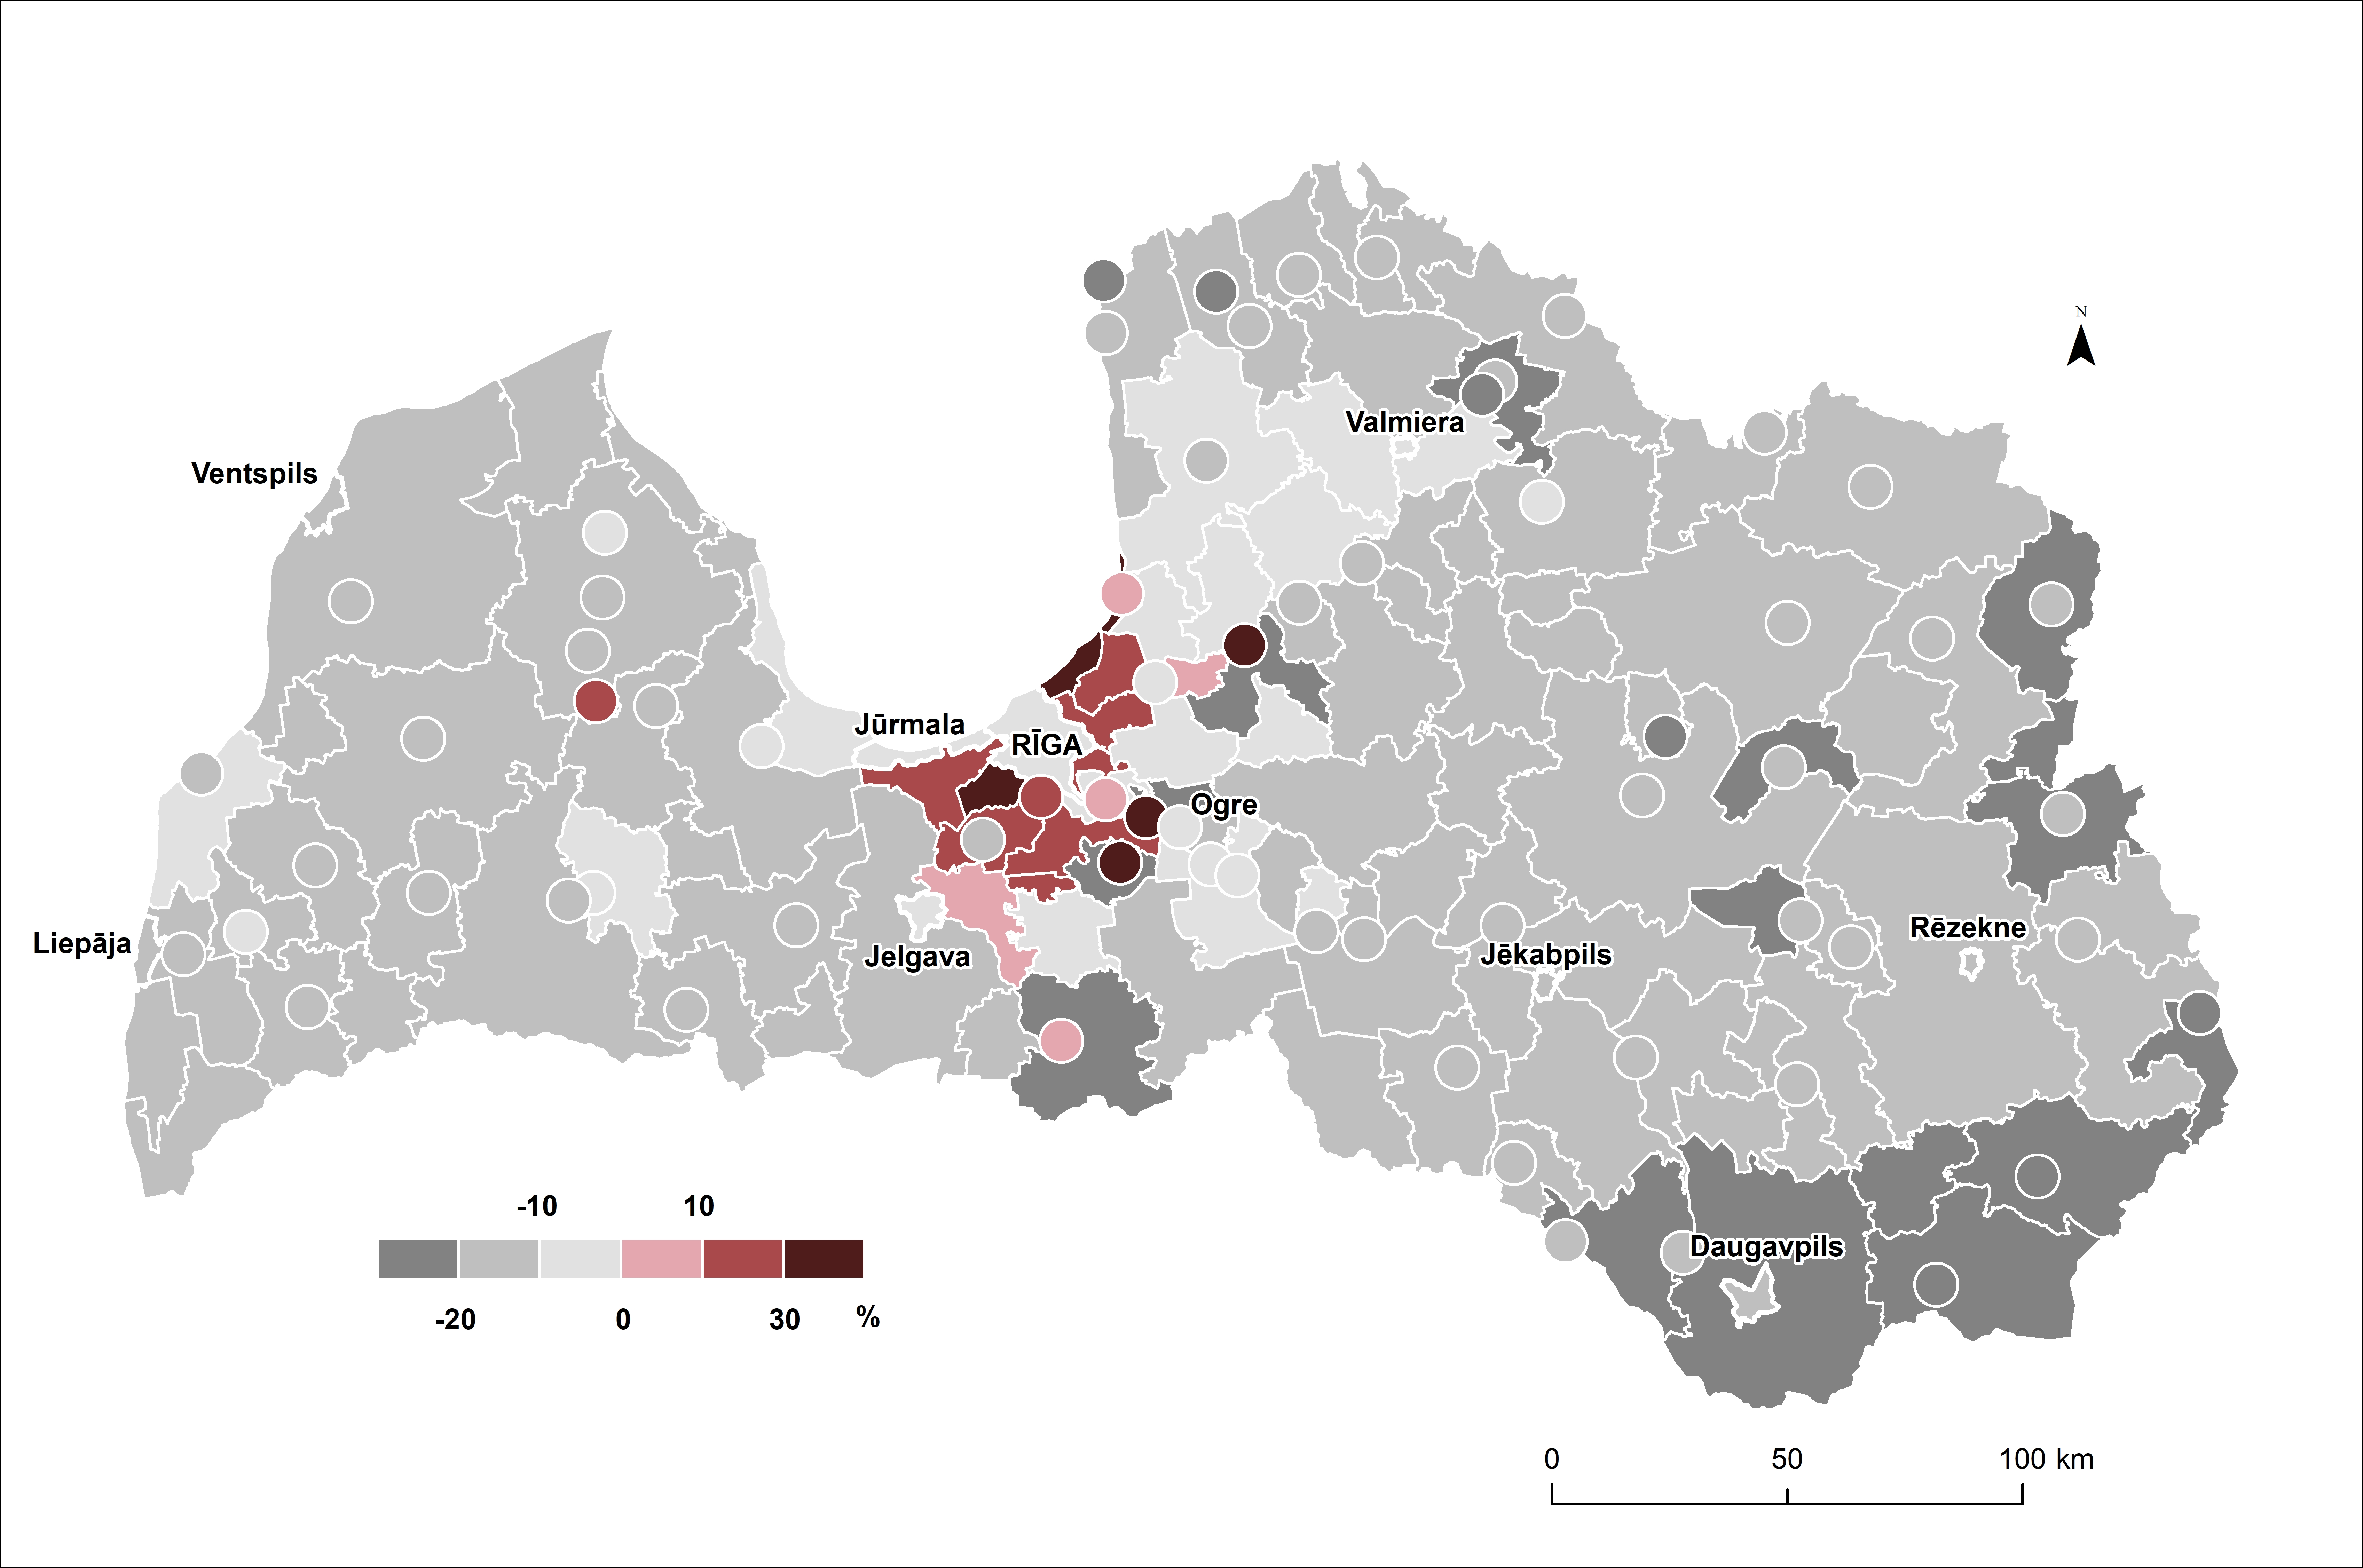 N
Valmiera
Ventspils
Jūrmala
RĪGA
Ogre
Rēzekne
Liepāja
Jēkabpils
Jelgava
-10 10
Daugavpils
-20 0 30 %
0 50 100 km